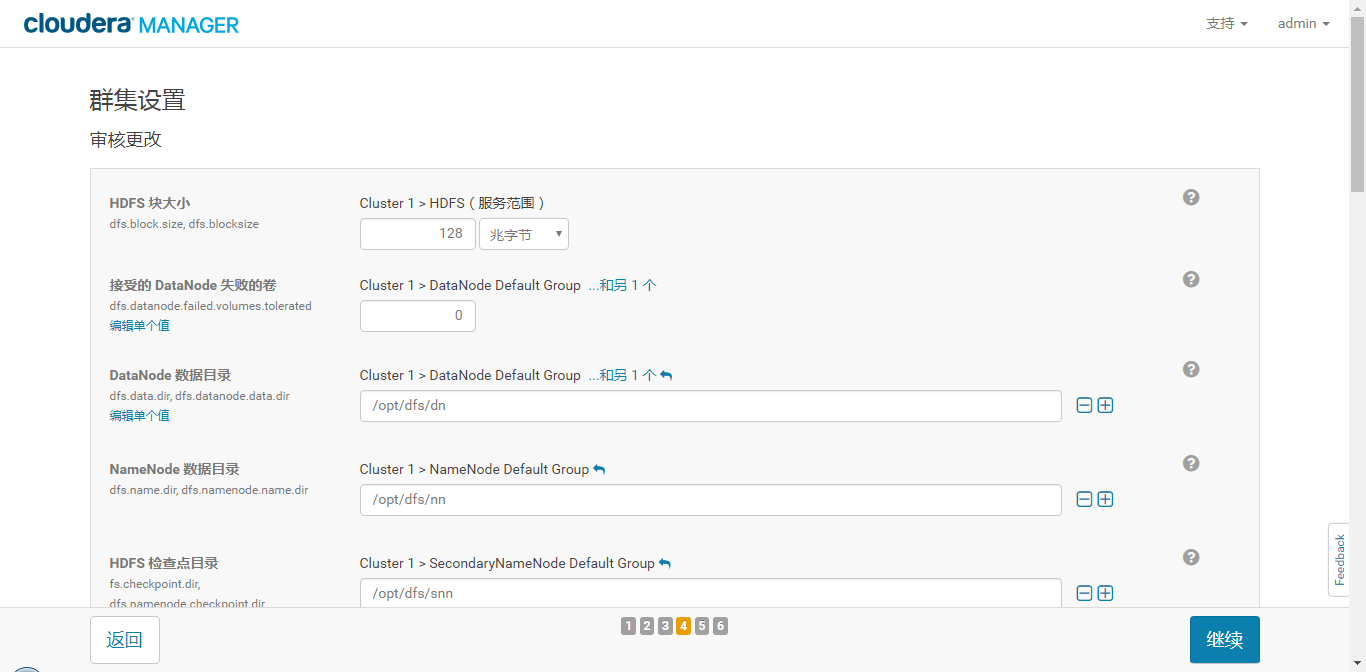 cloudera MANAGER
支持 admin
群集设置
审核更改
HDFS 块大小 Cluster 1 > HDFS ( 服务范围 )
dfs.block.size, dfs.blocksize
128 兆字节
接受的 DataNode 失败的卷 Cluster 1 > DataNode Default Group ...和另 1 个
dfs.datanode.failed.volumes.tolerated
0
编辑单个值
DataNode 数据目录 Cluster 1 > DataNode Default Group ...和另 1 个
dfs.data.dir, dfs.datanode.data.dir
/opt/dfs/dn
编辑单个值
NameNode 数据目录 Cluster 1 > NameNode Default Group
dfs.name.dir, dfs.namenode.name.dir
/opt/dfs/nn
HDFS 检查点目录 Cluster 1 > SecondaryNameNode Default Group
fs.checkpoint.dir,
/opt/dfs/snn
dfs.namenode.checkpoint.dir
Feedback
返回 1 2 3 4 5 6 继续